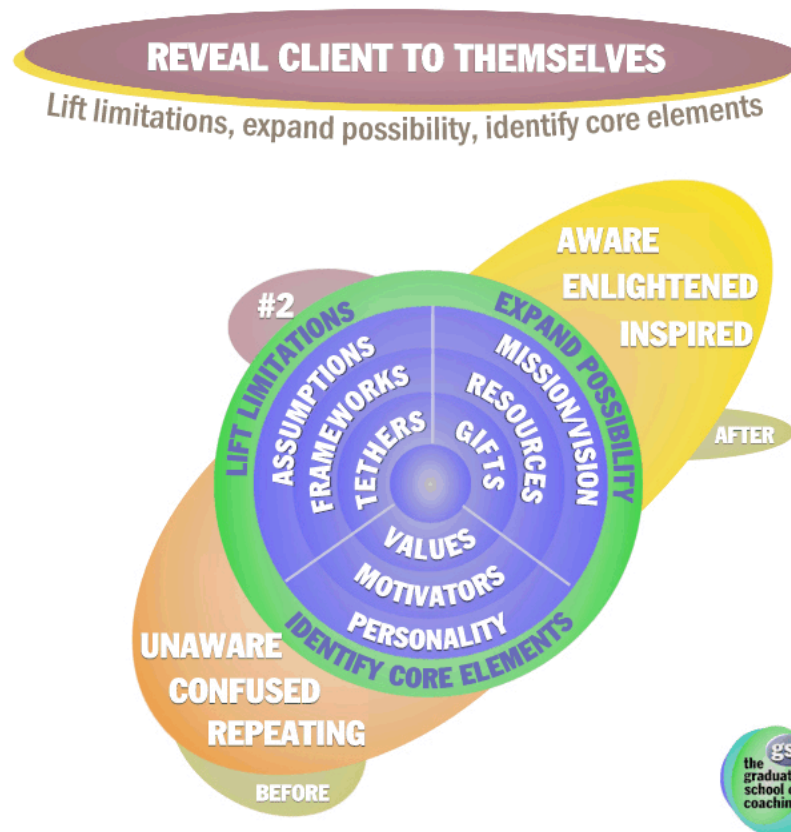 REVEAL CLIENT TO THEMSELVES
Lift limitations, expand possibility, identify core elements
AWARE
ENLIGHTENED
INSPIRED
#2
LIFT LIMITATIONS
EXPAND POSSIBILITY
ASSUMPTIONS
FRAMEWORKS
TETHERS
MISSION/VISION
RESOURCES
GIFTS
AFTER
VALUES
MOTIVATORS
PERSONALITY
IDENTIFY CORE ELEMENTS
UNAWARE
CONFUSED
REPEATING
BEFORE
gs
the
graduat
school
coachin